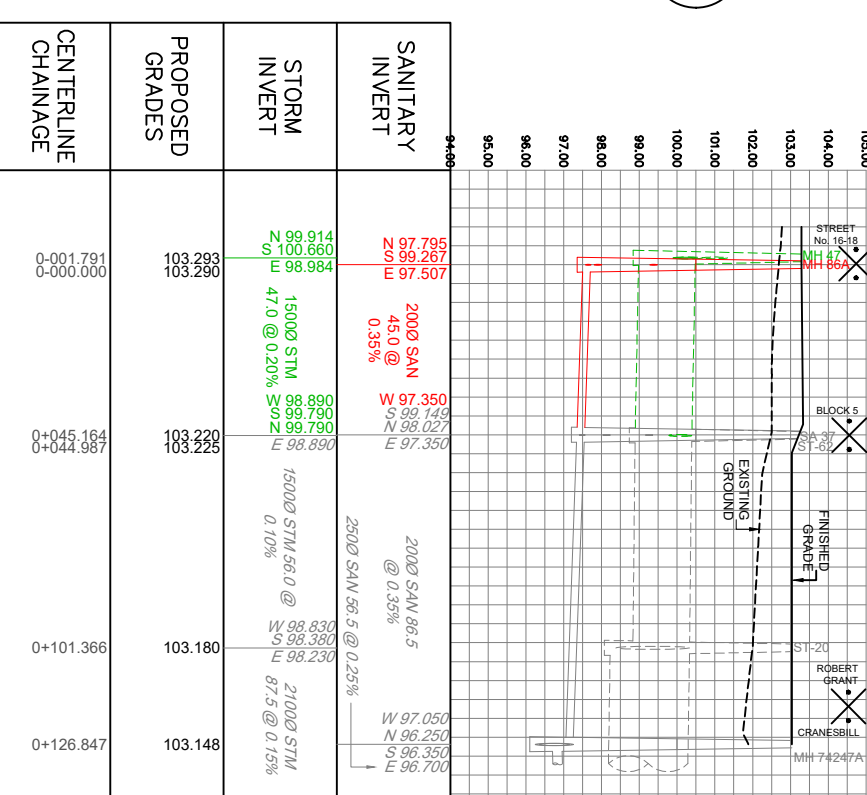 CENTERLINE
CHAINAGE
PROPOSED
GRADES
STORM
INVERT
SANITARY
INVERT
94.00
95.00
96.00
97.00
98.00
99.00
100.00
101.00
102.00
103.00
104.00
105.00
0-001.791
0-000.000
103.293
103.290
N 99.914
S 100.660
E 98.984
N 97.795
S 99.267
E 97.507
STREET
No. 16-18
MH 47
MH 86A
1500Ø STM
47.0 @ 0.20%
200Ø SAN
45.0 @
0.35%
W 98.890
S 99.790
N 99.790
E 98.890
W 97.350
S 99.149
N 98.027
E 97.350
0+045.164
0+044.987
103.220
103.225
BLOCK 5
SA 37
ST-62
EXISTING
GROUND
FINISHED
GRADE
1500Ø STM 56.0 @
0.10%
200Ø SAN 86.5
@ 0.35%
250Ø SAN 56.5 @ 0.25%
0+101.366
103.180
W 98.830
S 98.380
E 98.230
ST-20
ROBERT
GRANT
CRANESBILL
2100Ø STM
87.5 @ 0.15%
W 97.050
N 96.250
S 96.350
E 96.700
0+126.847
103.148
MH 74247A